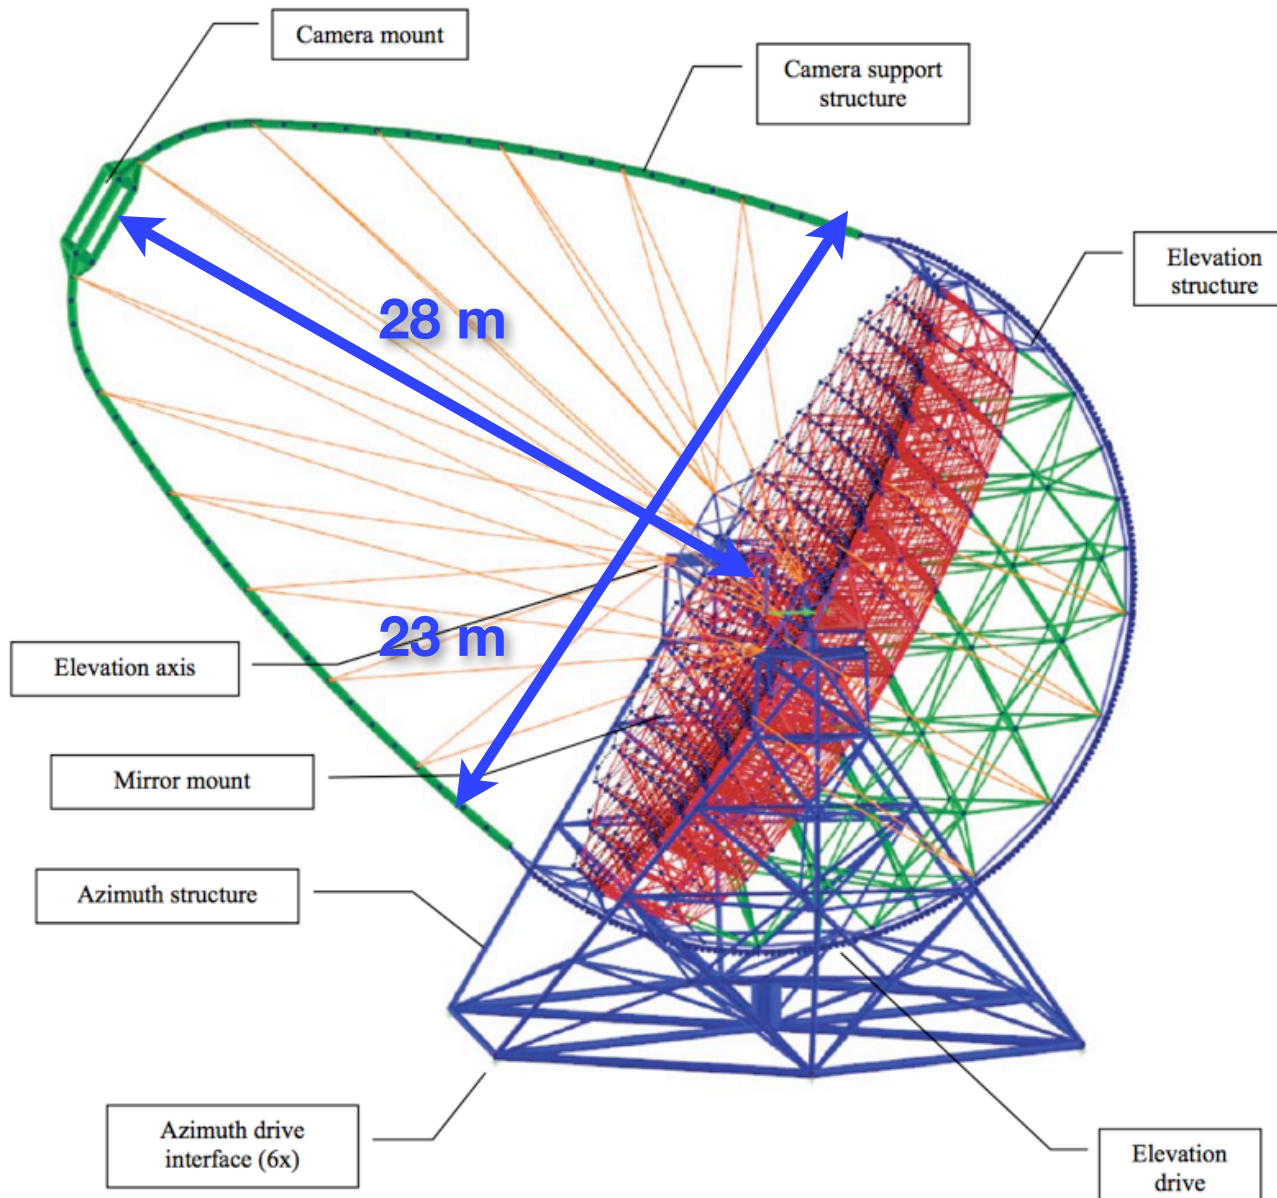 Camera mount
Camera support
structure
Elevation
structure
28 m
23 m
Elevation axis
Mirror mount
Azimuth structure
Azimuth drive
interface (6x)
Elevation
drive